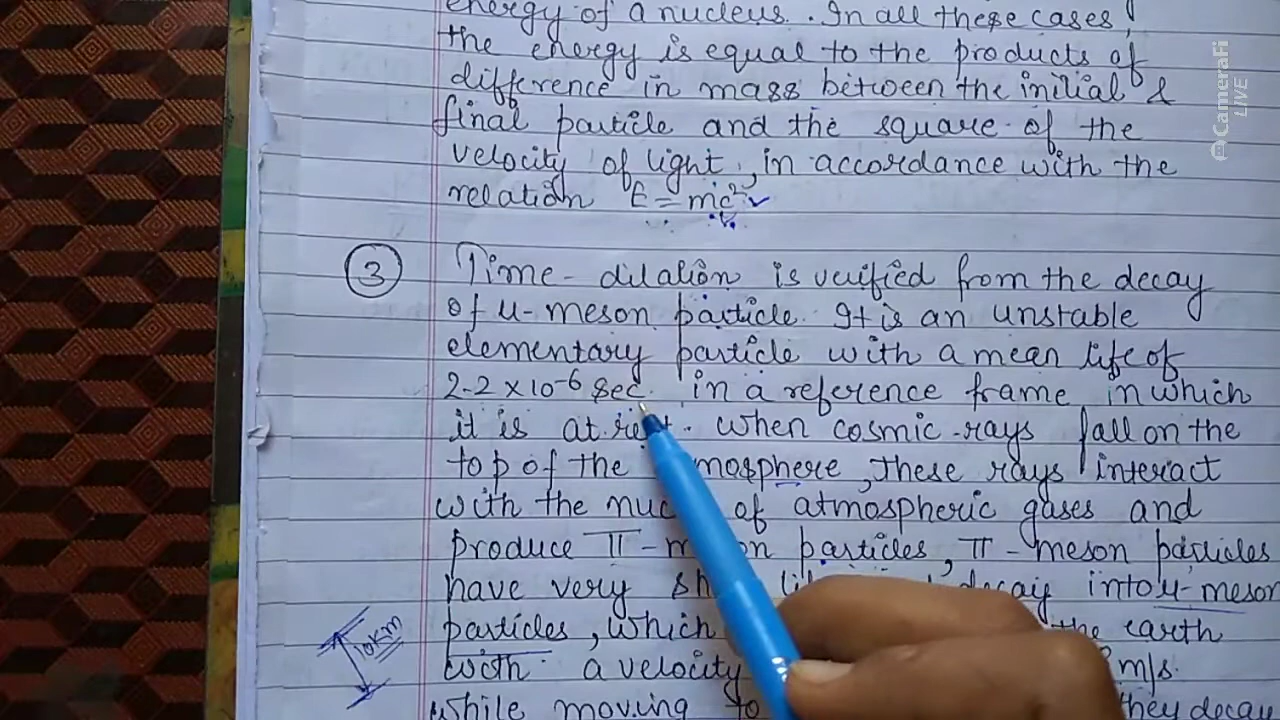 energy of a nucleus. In all these cases,
the energy is equal to the products of
difference in mass between the initial &
final particle and the square of the
velocity of light, in accordance with the
relation E = mc²
③ Time-dilation is verified from the decay
of μ-meson particle. It is an unstable
elementary particle with a mean life of
2.2 × 10-6 sec. in a reference frame in which
it is at rest. When cosmic-rays fall on the
top of the mosphere, these rays interact
with the nuc of atmospheric gases and
produce π-m on particles, π-meson particles
have very sh decay into μ-meson
particles, which the earth
with a velocity m/s.
while moving to they decay
10km
CameraFi
LIVE